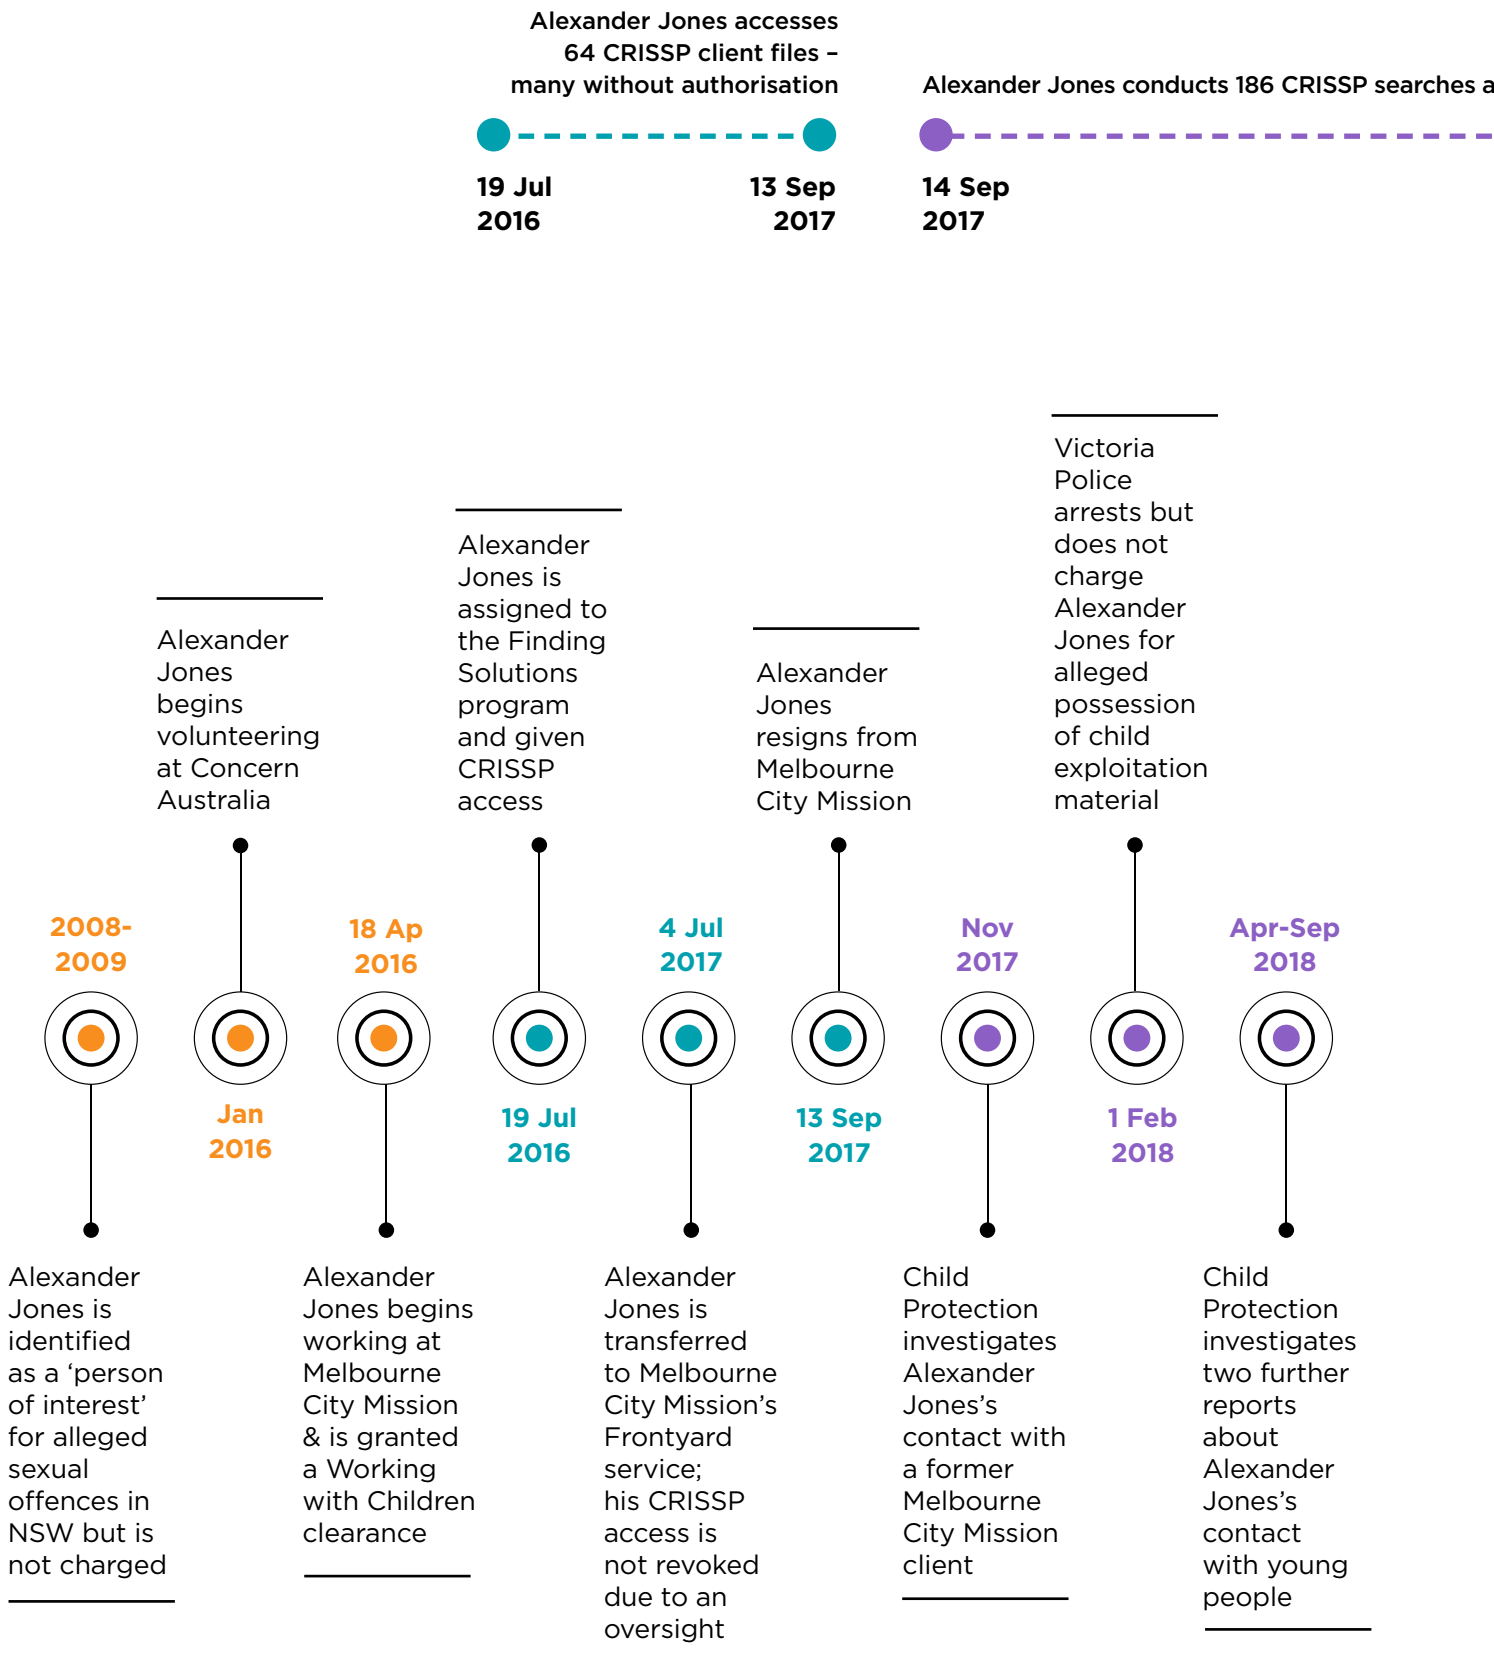 Alexander Jones accesses
64 CRISSP client files –
many without authorisation
19 Jul
2016
13 Sep
2017
Alexander Jones conducts 186 CRISSP searches a
14 Sep
2017
2008-
2009
Alexander
Jones is
identified
as a ‘person
of interest’
for alleged
sexual
offences in
NSW but is
not charged
Alexander
Jones
begins
volunteering
at Concern
Australia
Jan
2016
18 Ap
2016
Alexander
Jones begins
working at
Melbourne
City Mission
& is granted
a Working
with Children
clearance
Alexander
Jones is
assigned to
the Finding
Solutions
program
and given
CRISSP
access
19 Jul
2016
4 Jul
2017
Alexander
Jones is
transferred
to Melbourne
City Mission’s
Frontyard
service;
his CRISSP
access is
not revoked
due to an
oversight
Alexander
Jones
resigns from
Melbourne
City Mission
13 Sep
2017
Nov
2017
Child
Protection
investigates
Alexander
Jones’s
contact with
a former
Melbourne
City Mission
client
Victoria
Police
arrests but
does not
charge
Alexander
Jones for
alleged
possession
of child
exploitation
material
1 Feb
2018
Apr-Sep
2018
Child
Protection
investigates
two further
reports
about
Alexander
Jones’s
contact
with young
people